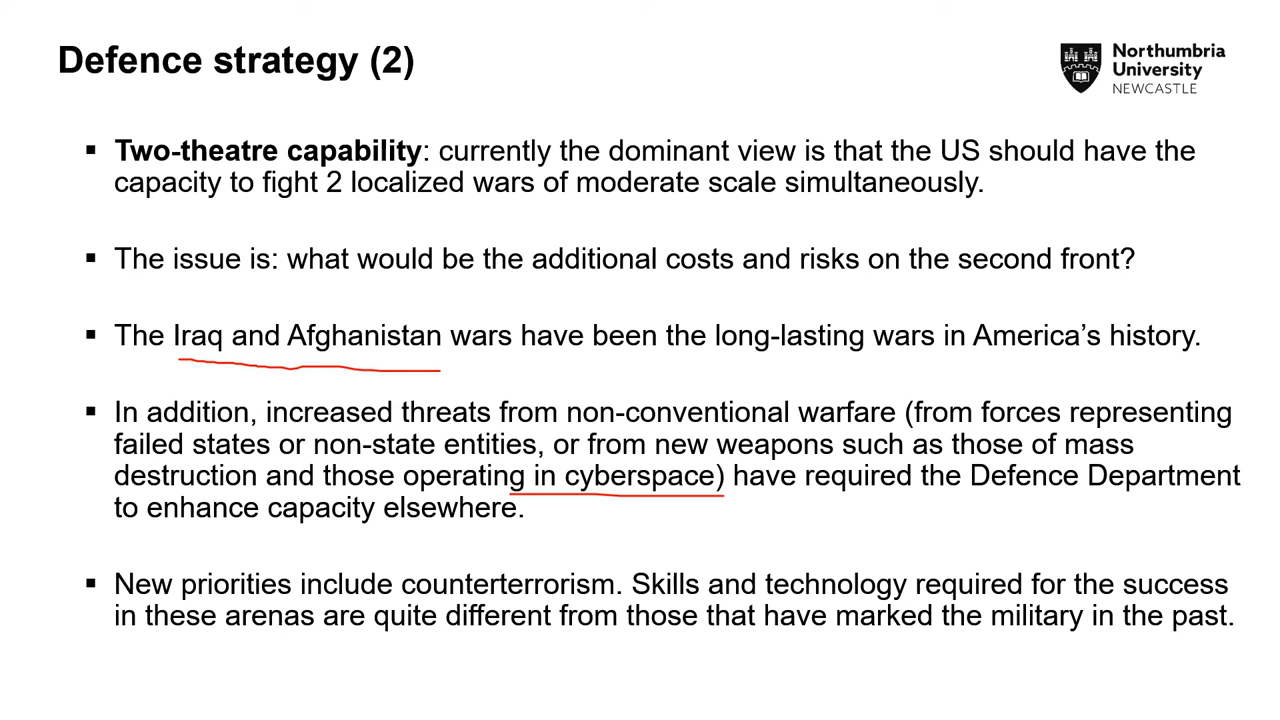 Defence strategy (2)
Northumbria
University
NEWCASTLE
▪ Two-theatre capability: currently the dominant view is that the US should have the
capacity to fight 2 localized wars of moderate scale simultaneously.
▪ The issue is: what would be the additional costs and risks on the second front?
▪ The Iraq and Afghanistan wars have been the long-lasting wars in America’s history.
▪ In addition, increased threats from non-conventional warfare (from forces representing
failed states or non-state entities, or from new weapons such as those of mass
destruction and those operating in cyberspace) have required the Defence Department
to enhance capacity elsewhere.
▪ New priorities include counterterrorism. Skills and technology required for the success
in these arenas are quite different from those that have marked the military in the past.